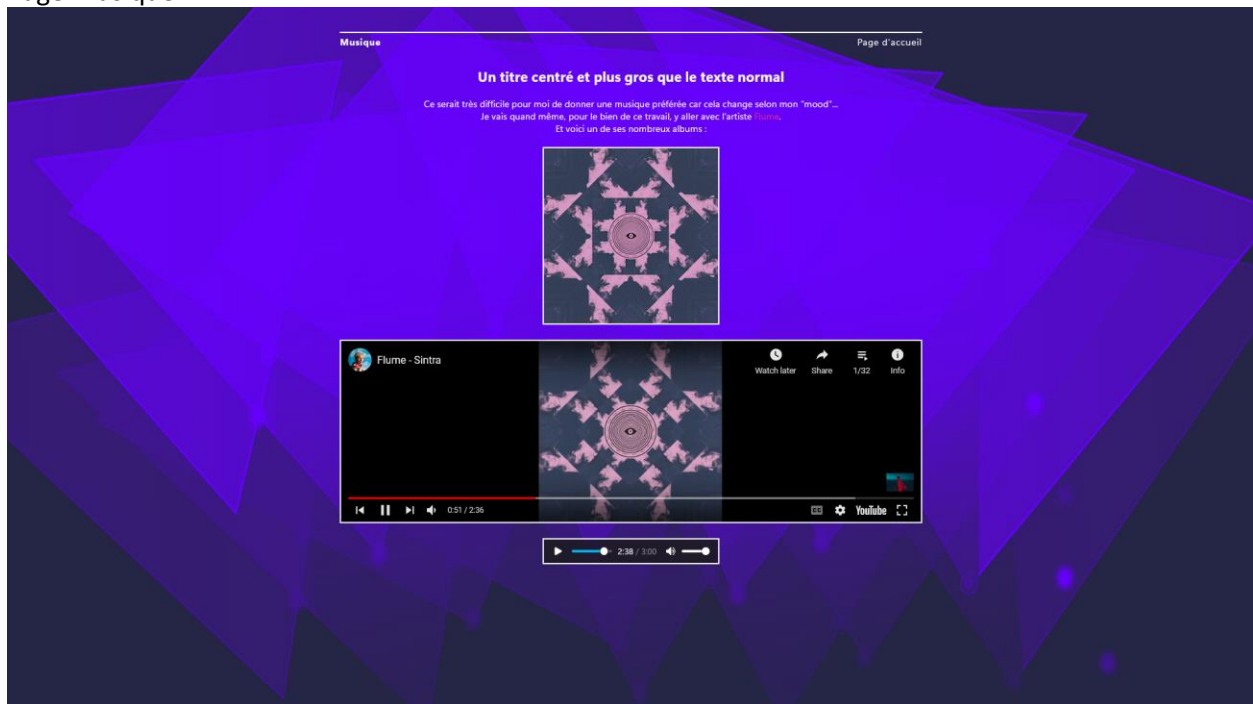 Musique
Page d'accueil
Un titre centré et plus gros que le texte normal
Ce serait très difficile pour moi de donner une musique préférée car cela change selon mon "mood"...
Je vais quand même, pour le bien de ce travail, y aller avec l'artiste Flume.
Et voici un de ses nombreux albums :
Flume - Sintra
Watch later
Share
1/32
Info
0:51 / 2:36
CC
YouTube
2:38 / 3:00